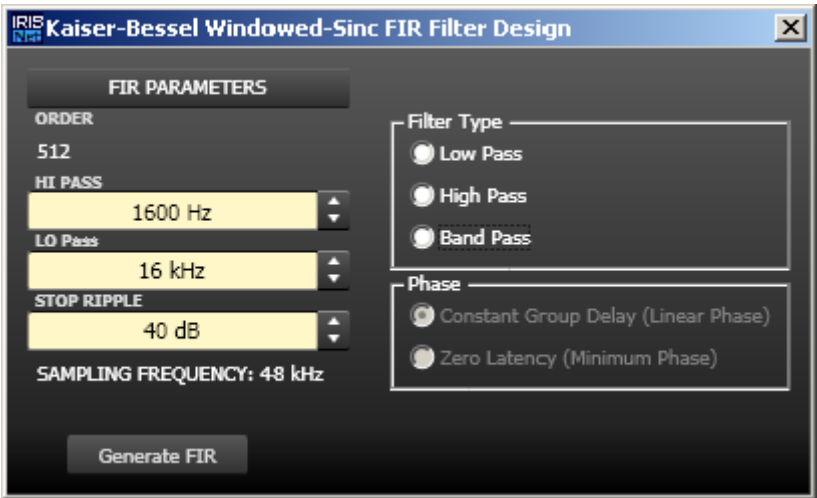 IRIS
Net
Kaiser-Bessel Windowed-Sinc FIR Filter Design
FIR PARAMETERS
ORDER
512
HI PASS
1600 Hz
LO Pass
16 kHz
STOP RIPPLE
40 dB
SAMPLING FREQUENCY: 48 kHz
Generate FIR
Filter Type
Low Pass
High Pass
Band Pass
Phase
Constant Group Delay (Linear Phase)
Zero Latency (Minimum Phase)